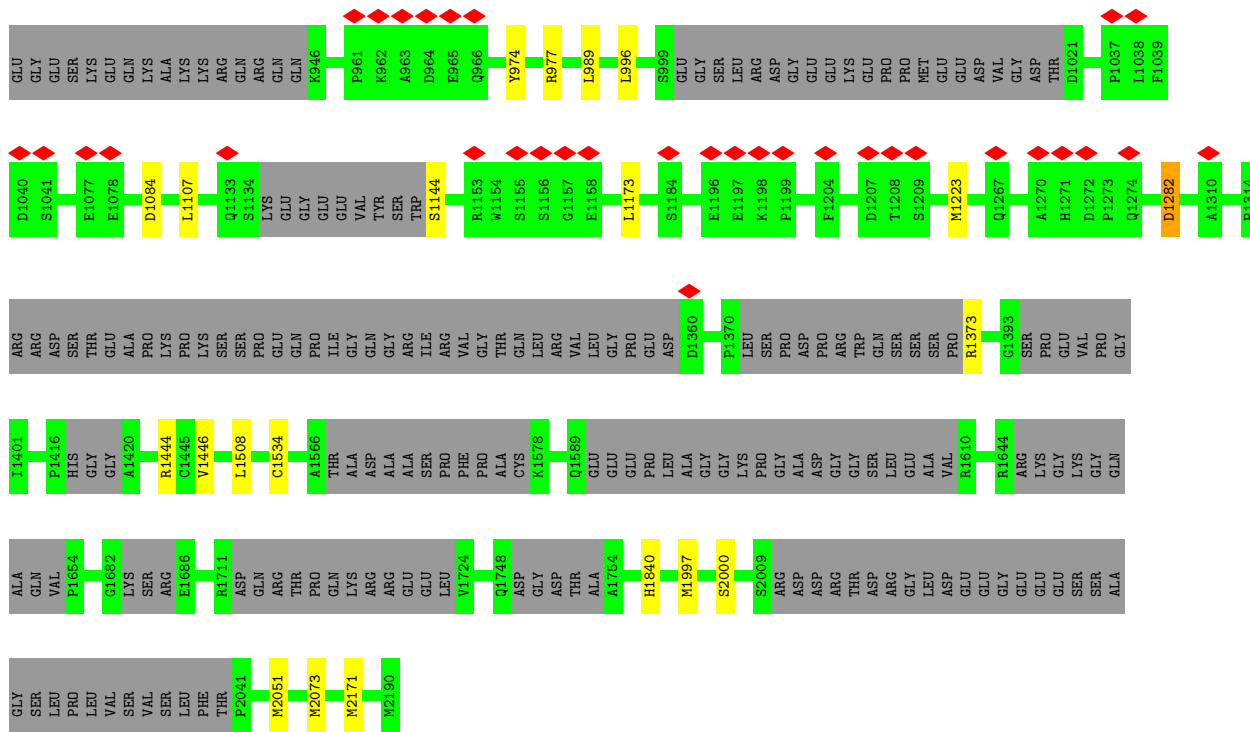 GLU GLY GLU SER LYS GLU GLN LYS ALA LYS LYS ARG GLN ARG GLN GLN K946 P961 K962 A963 D964 E965 Q966 Y974 R977 L989 L996 S999 GLU GLY SER LEU ARG ASP GLY GLU GLU LYS GLU PRO PRO MET GLU GLU ASP VAL GLY ASP THR D1021 P1037 L1038 F1039
D1040 S1041 E1077 E1078 D1084 L1107 Q1133 S1134 LYS GLU GLY GLU GLU VAL TYR SER TRP S1144 R1153 W1154 S1155 S1156 G1157 E1158 L1173 S1184 E1196 E1197 K1198 P1199 F1204 D1207 T1208 S1209 M1223 Q1267 A1270 H1271 D1272 P1273 Q1274 D1282 A1310 P1314
ARG ARG ASP SER THR GLU ALA PRO LYS PRO LYS SER SER PRO GLU GLN PRO ILE GLY GLN GLY ARG ILE ARG VAL GLY THR GLN LEU ARG VAL LEU GLY PRO GLU ASP D1360 P1370 LEU SER PRO ASP PRO ARG TRP GLN SER SER SER PRO R1373 G1393 SER PRO GLU VAL PRO GLY
I1401 P1416 HIS GLY GLY A1420 R1444 C1445 V1446 L1508 C1534 A1566 THR ALA ASP ALA ALA SER PRO PHE PRO ALA CYS K1578 Q1589 GLU GLU GLU PRO LEU ALA GLY GLY LYS PRO GLY ALA ASP GLY GLY SER LEU GLU ALA VAL R1610 R1644 ARG LYS GLY LYS GLY GLN
ALA GLN VAL P1654 G1682 LYS SER ARG E1686 R1711 ASP GLN ARG THR PRO GLN LYS ARG ARG GLU GLU LEU V1724 Q1748 ASP GLY ASP THR ALA A1754 H1840 M1997 S2000 S2009 ARG ASP ASP ARG THR ASP ARG GLY LEU ASP GLU GLU GLY GLU GLU GLU SER SER ALA
GLY SER LEU PRO LEU VAL SER VAL SER LEU PHE THR P2041 M2051 M2073 M2171 M2190